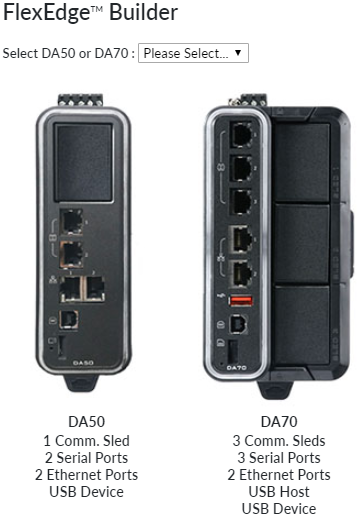 FlexEdge™ Builder
Select DA50 or DA70 : Please Select... ▼
DA50
DA70
DA50
1 Comm. Sled
2 Serial Ports
2 Ethernet Ports
USB Device
DA70
3 Comm. Sleds
3 Serial Ports
2 Ethernet Ports
USB Host
USB Device